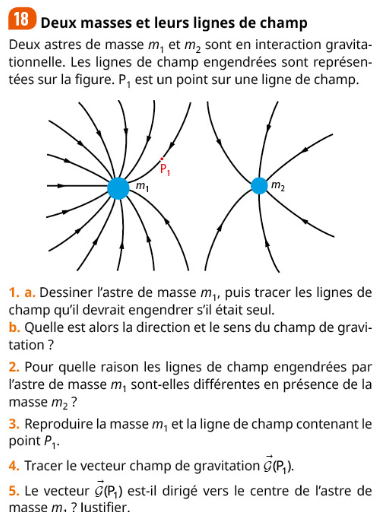 18 Deux masses et leurs lignes de champ
Deux astres de masse m₁ et m₂ sont en interaction gravita-
tionnelle. Les lignes de champ engendrées sont représen-
tées sur la figure. P₁ est un point sur une ligne de champ.
P₁
m₁
m₂
1. a. Dessiner l'astre de masse m₁, puis tracer les lignes de
champ qu'il devrait engendrer s'il était seul.
b. Quelle est alors la direction et le sens du champ de gravi-
tation ?
2. Pour quelle raison les lignes de champ engendrées par
l'astre de masse m₁ sont-elles différentes en présence de la
masse m₂ ?
3. Reproduire la masse m₁ et la ligne de champ contenant le
point P₁.
4. Tracer le vecteur champ de gravitation 𝒢⃗(P₁).
5. Le vecteur 𝒢⃗(P₁) est-il dirigé vers le centre de l'astre de
masse m₁ ? Justifier.